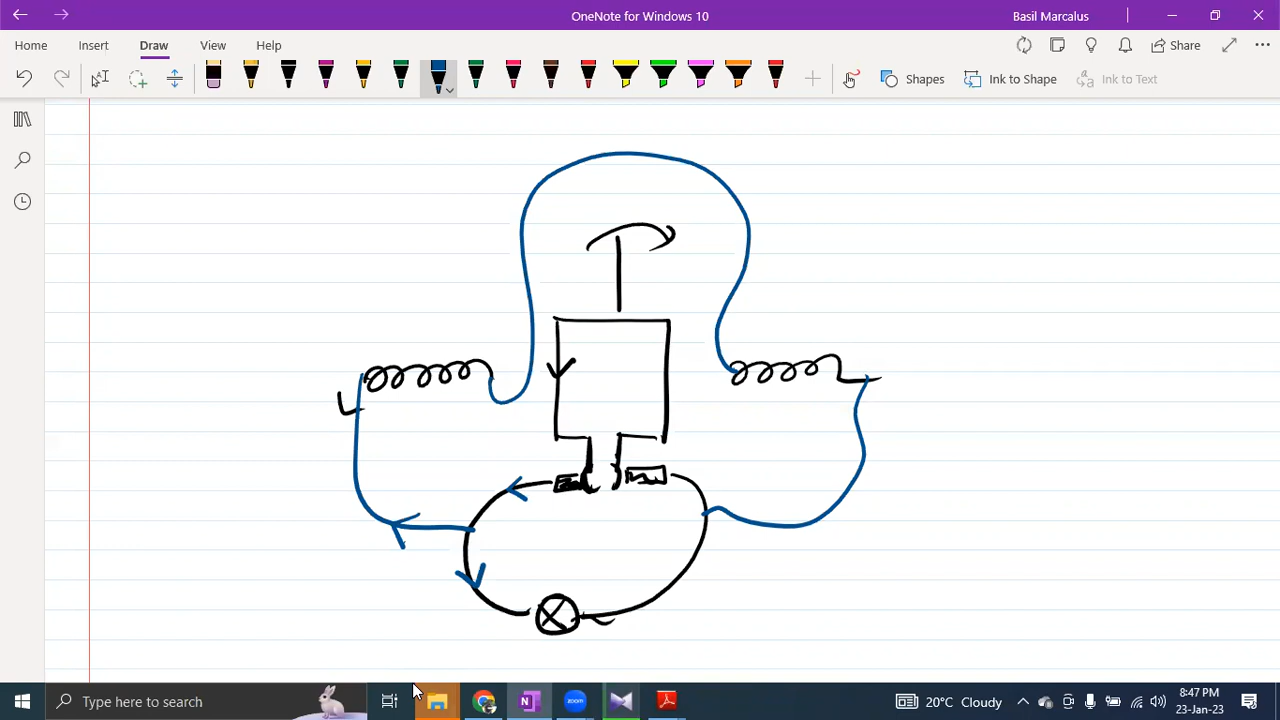 OneNote for Windows 10
Basil Marcalus
Home Insert Draw View Help
Share
Shapes Ink to Shape Ink to Text
Type here to search
zoom
20°C Cloudy
8:47 PM
23-Jan-23